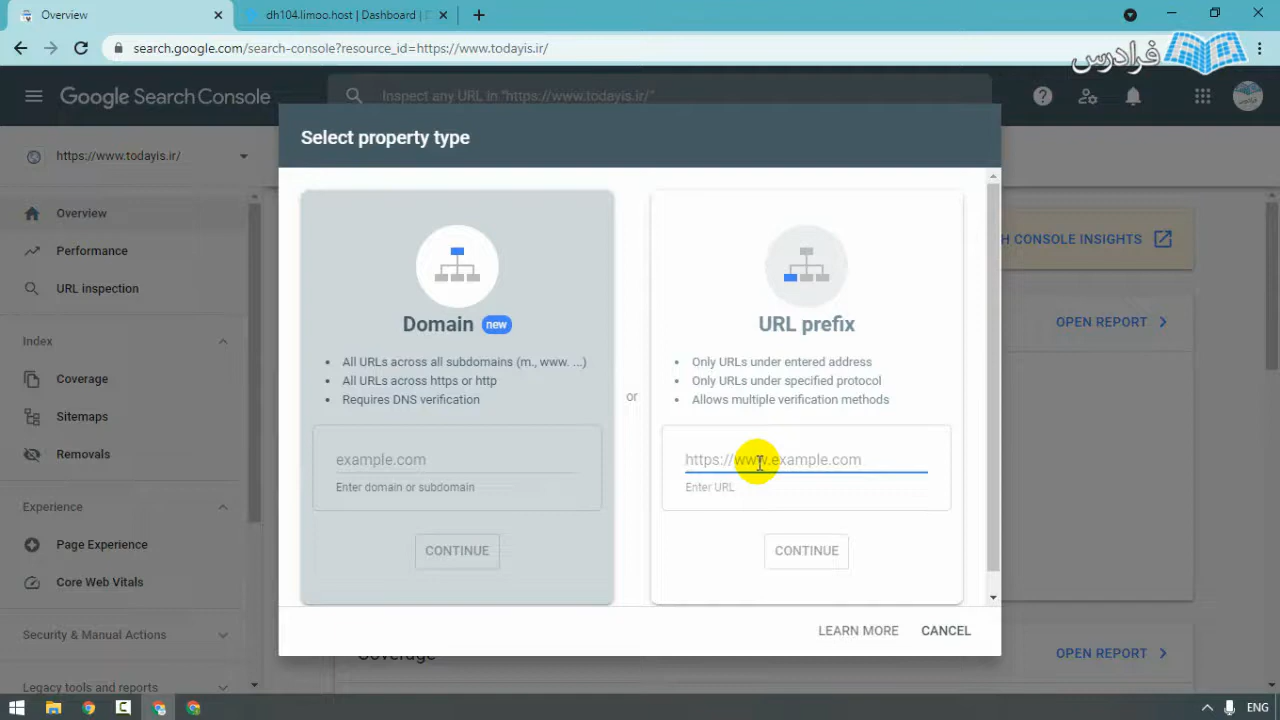 Overview
dh104.limoo.host | Dashboard |
search.google.com/search-console?resource_id=https://www.todayis.ir/
فرادرس
Google Search Console
Inspect any URL in "https://www.todayis.ir/"
https://www.todayis.ir/
Overview
Performance
URL inspection
Index
Coverage
Sitemaps
Removals
Experience
Page Experience
Core Web Vitals
Security & Manual Actions
Legacy tools and reports
Select property type
Domain new
All URLs across all subdomains (m., www. ...)
All URLs across https or http
Requires DNS verification
example.com
Enter domain or subdomain
CONTINUE
or
URL prefix
Only URLs under entered address
Only URLs under specified protocol
Allows multiple verification methods
https://www.example.com
Enter URL
CONTINUE
LEARN MORE
CANCEL
CONSOLE INSIGHTS
OPEN REPORT
Coverage
OPEN REPORT
ENG